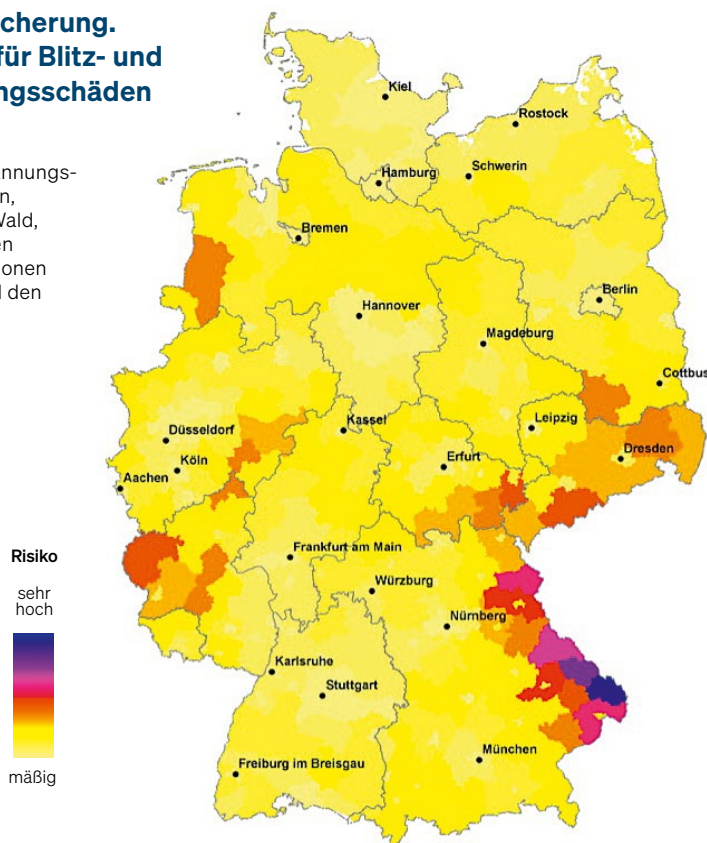 cherung.
für Blitz- und
ngsschäden
annungs-
n,
Wald,
en
onen
d den
Kiel
Rostock
Hamburg
Schwerin
Bremen
Berlin
Hannover
Magdeburg
Cottbus
Düsseldorf
Kassel
Leipzig
Köln
Erfurt
Dresden
Aachen
Frankfurt am Main
Würzburg
Nürnberg
Karlsruhe
Stuttgart
München
Freiburg im Breisgau
Risiko
sehr
hoch
mäßig